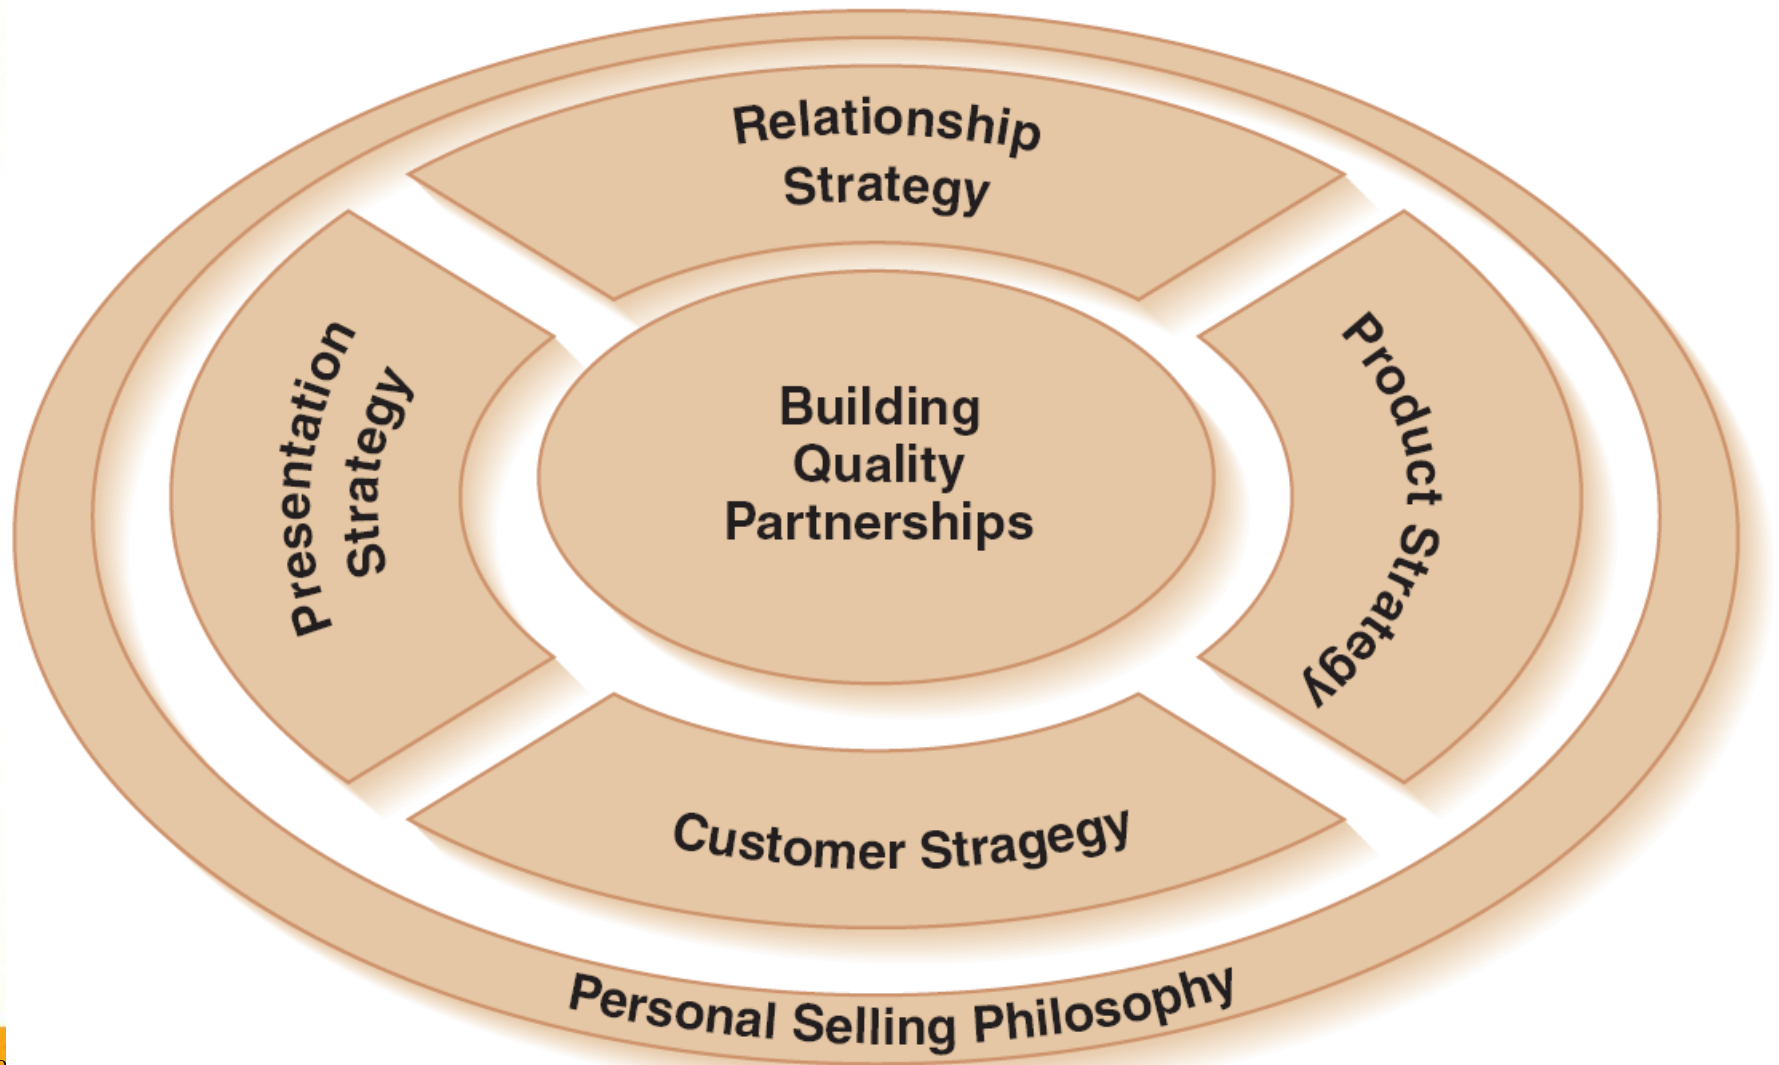 Relationship
Strategy
Presentation
Strategy
Building
Quality
Partnerships
Product Strategy
Customer Stragegy
Personal Selling Philosophy